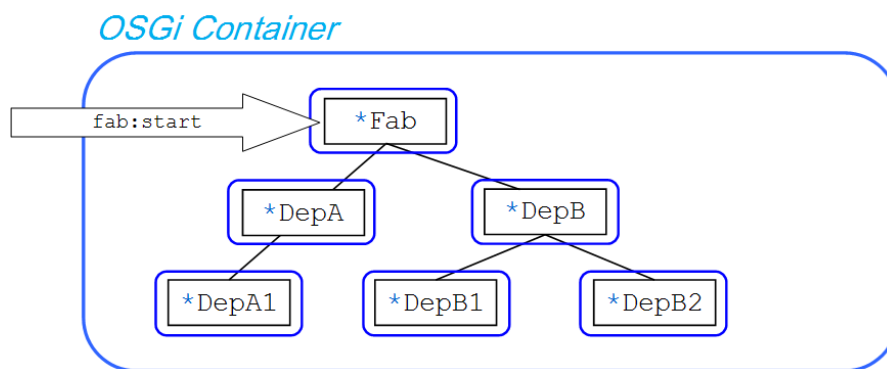 OSGi Container
fab:start
*Fab
*DepA
*DepB
*DepA1
*DepB1
*DepB2